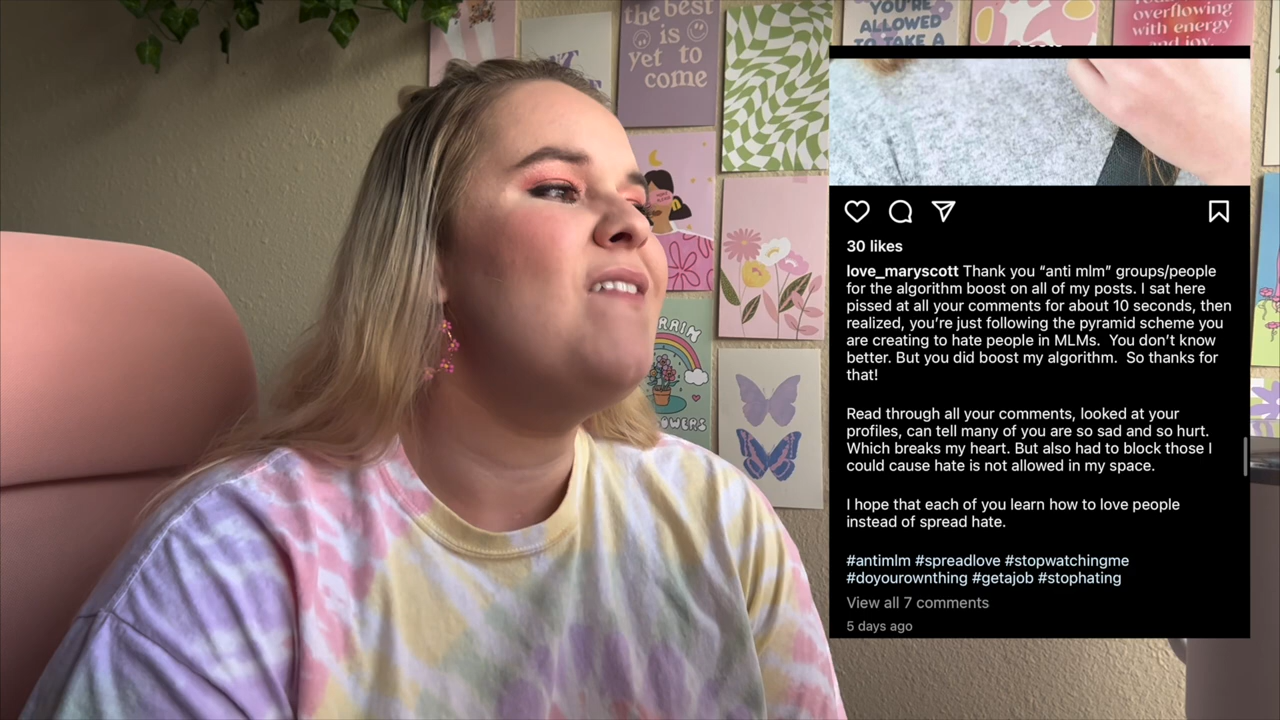 the best
is
yet to
come
YOU'RE
ALLOWED
TO TAKE A
overflowing
with energy
and joy.
30 likes
love_maryscott Thank you “anti mlm” groups/people
for the algorithm boost on all of my posts. I sat here
pissed at all your comments for about 10 seconds, then
realized, you’re just following the pyramid scheme you
are creating to hate people in MLMs.  You don’t know
better. But you did boost my algorithm.  So thanks for
that!
Read through all your comments, looked at your
profiles, can tell many of you are so sad and so hurt.
Which breaks my heart. But also had to block those I
could cause hate is not allowed in my space.
I hope that each of you learn how to love people
instead of spread hate.
#antimlm #spreadlove #stopwatchingme
#doyourownthing #getajob #stophating
View all 7 comments
5 days ago